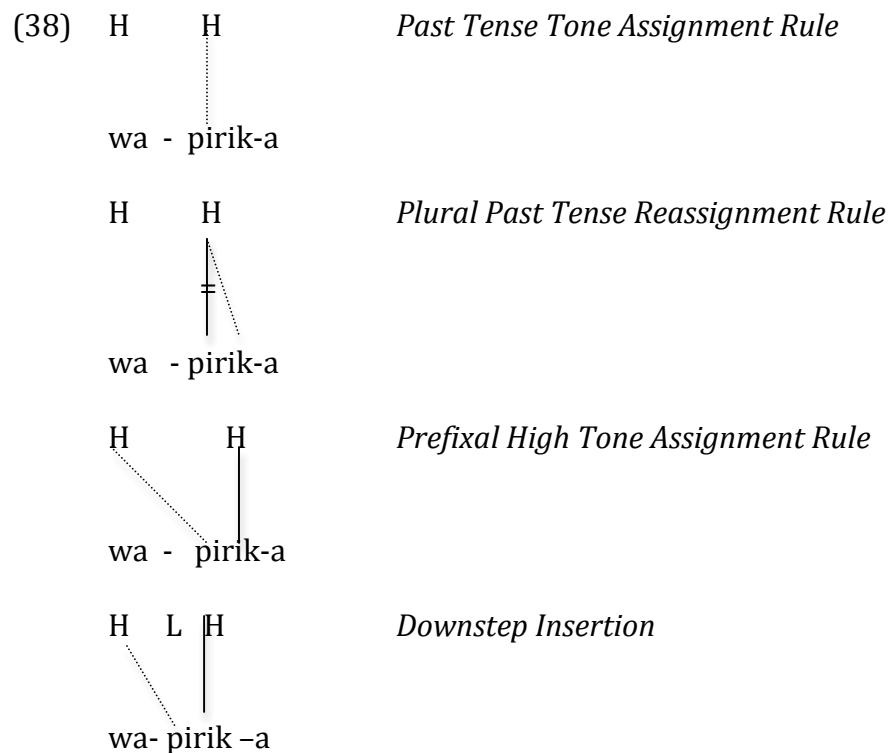 (38) H H Past Tense Tone Assignment Rule
wa - pirik-a
H H Plural Past Tense Reassignment Rule
wa - pirik-a
H H Prefixal High Tone Assignment Rule
wa - pirik-a
H L H Downstep Insertion
wa- pirik –a